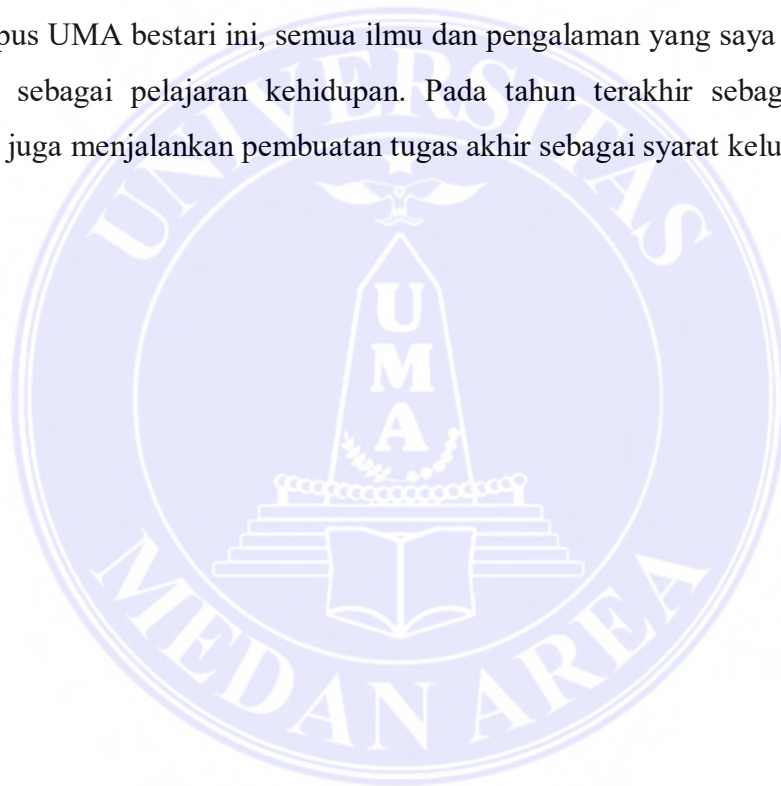 pus UMA bestari ini, semua ilmu dan pengalaman yang saya
sebagai pelajaran kehidupan. Pada tahun terakhir sebag
juga menjalankan pembuatan tugas akhir sebagai syarat kelu
UNIVERSITAS
U
M
A
MEDAN AREA